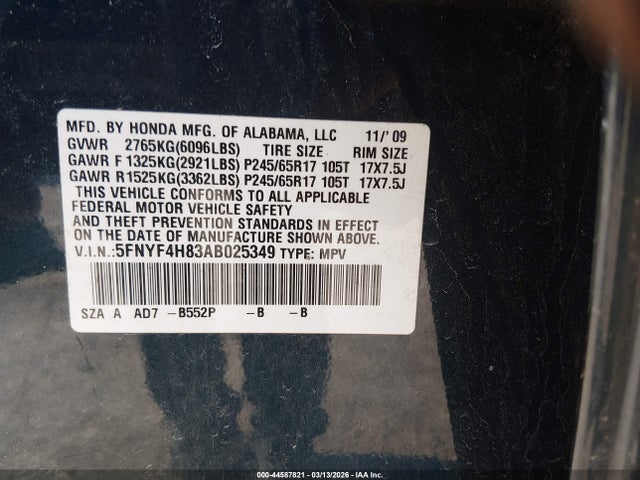 MFD. BY HONDA MFG. OF ALABAMA, LLC 11/'09
GVWR 2765KG(6096LBS) TIRE SIZE RIM SIZE
GAWR F 1325KG(2921LBS) P245/65R17 105T 17X7.5J
GAWR R 1525KG(3362LBS) P245/65R17 105T 17X7.5J
THIS VEHICLE CONFORMS TO ALL APPLICABLE
FEDERAL MOTOR VEHICLE SAFETY
AND THEFT PREVENTION STANDARDS IN EFFECT
ON THE DATE OF MANUFACTURE SHOWN ABOVE.
V.I.N.:5FNYF4H83AB025349 TYPE: MPV
SZA A AD7 –B552P –B –B
000-44587821 - 03/13/2026 - IAA Inc.